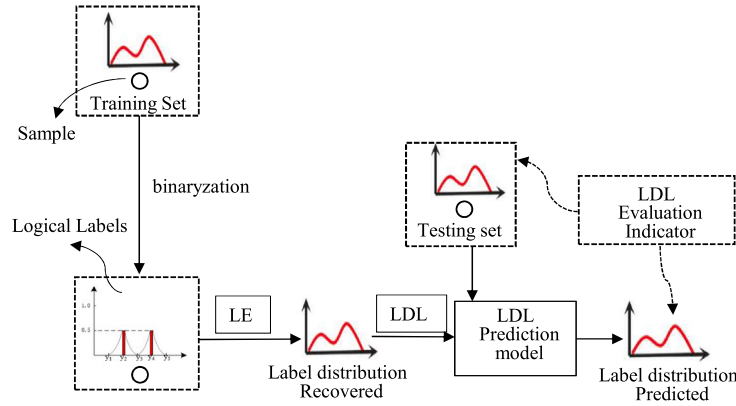 Training Set
Sample
binaryzation
Logical Labels
1.0
0.5
y1 y2 y3 y4 y5
LE
Label distribution
Recovered
LDL
Testing set
LDL
Prediction
model
LDL
Evaluation
Indicator
Label distribution
Predicted